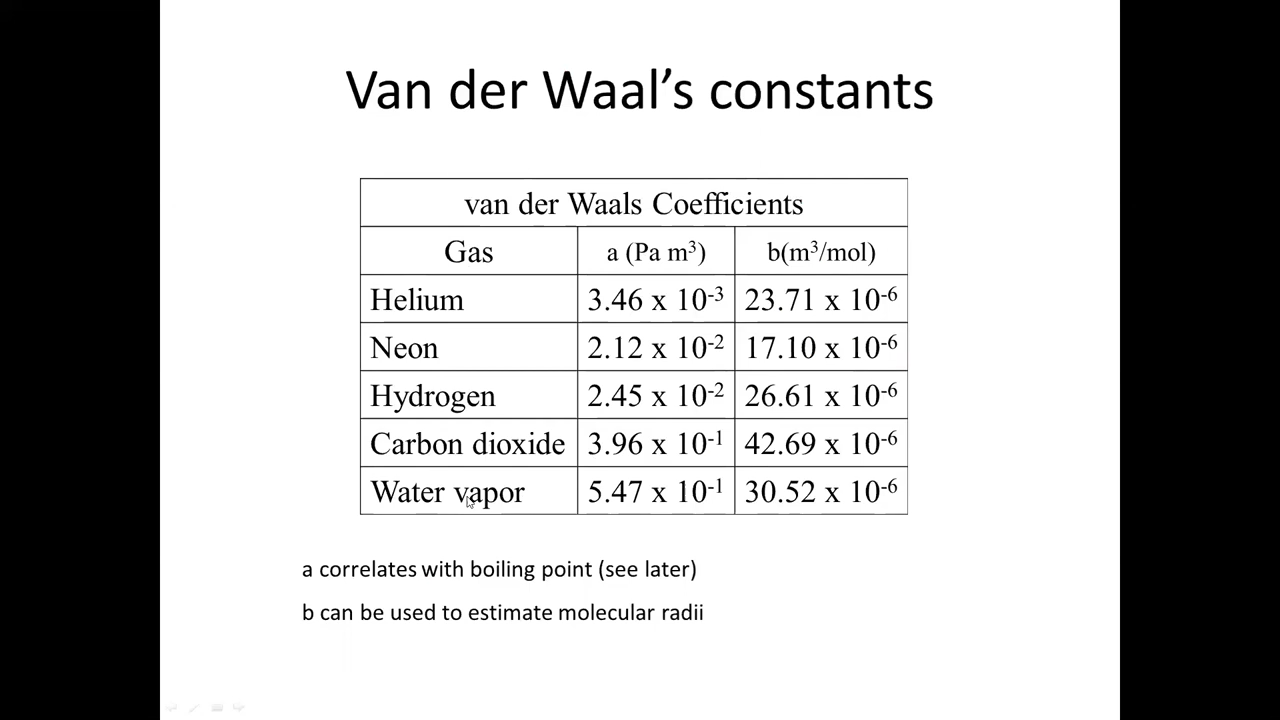 Van der Waal’s constants
van der Waals Coefficients
Gas a (Pa m³) b(m³/mol)
Helium 3.46 x 10⁻³ 23.71 x 10⁻⁶
Neon 2.12 x 10⁻² 17.10 x 10⁻⁶
Hydrogen 2.45 x 10⁻² 26.61 x 10⁻⁶
Carbon dioxide 3.96 x 10⁻¹ 42.69 x 10⁻⁶
Water vapor 5.47 x 10⁻¹ 30.52 x 10⁻⁶
a correlates with boiling point (see later)
b can be used to estimate molecular radii